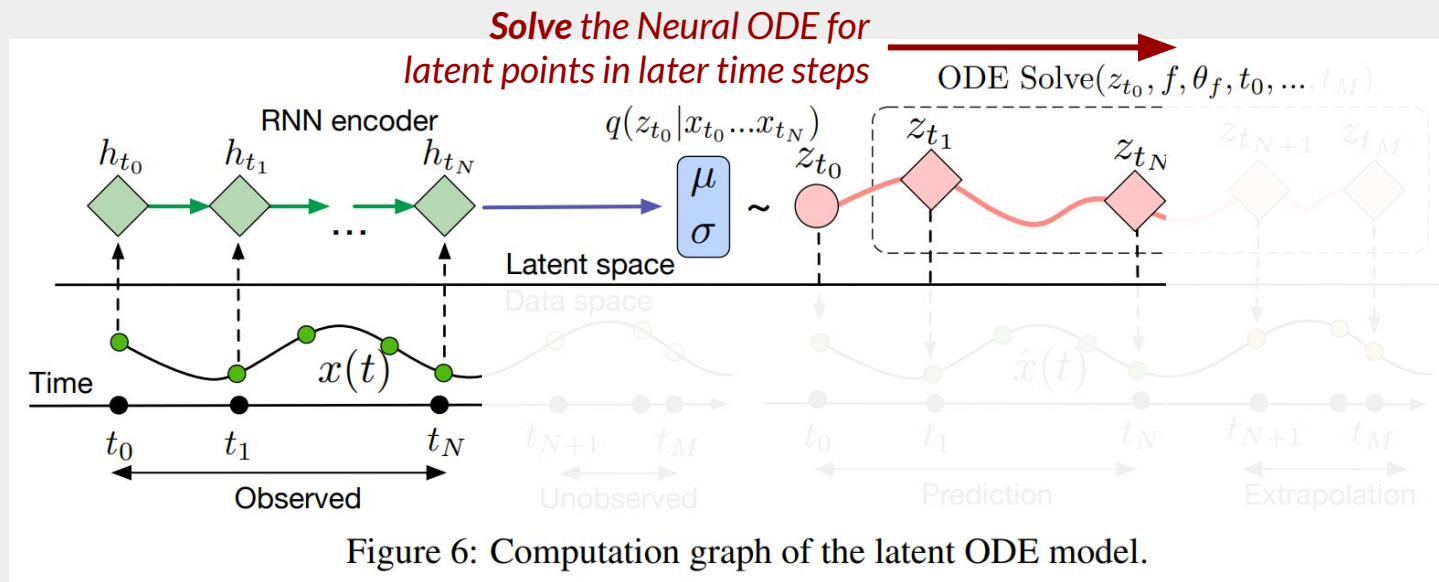 Solve the Neural ODE for
latent points in later time steps
ODE Solve(z_{t_0}, f, θ_f, t_0, ..., t_M)
RNN encoder
q(z_{t_0}|x_{t_0}...x_{t_N})
h_{t_0} h_{t_1} h_{t_N}
z_{t_0} z_{t_1} z_{t_N} z_{t_{N+1}} z_{t_M}
μ
σ
~
...
Latent space
Data space
x(t) x̂(t)
Time
t_0 t_1 t_N t_{N+1} t_M t_0 t_1 t_N t_{N+1} t_M
Observed Unobserved Prediction Extrapolation
Figure 6: Computation graph of the latent ODE model.